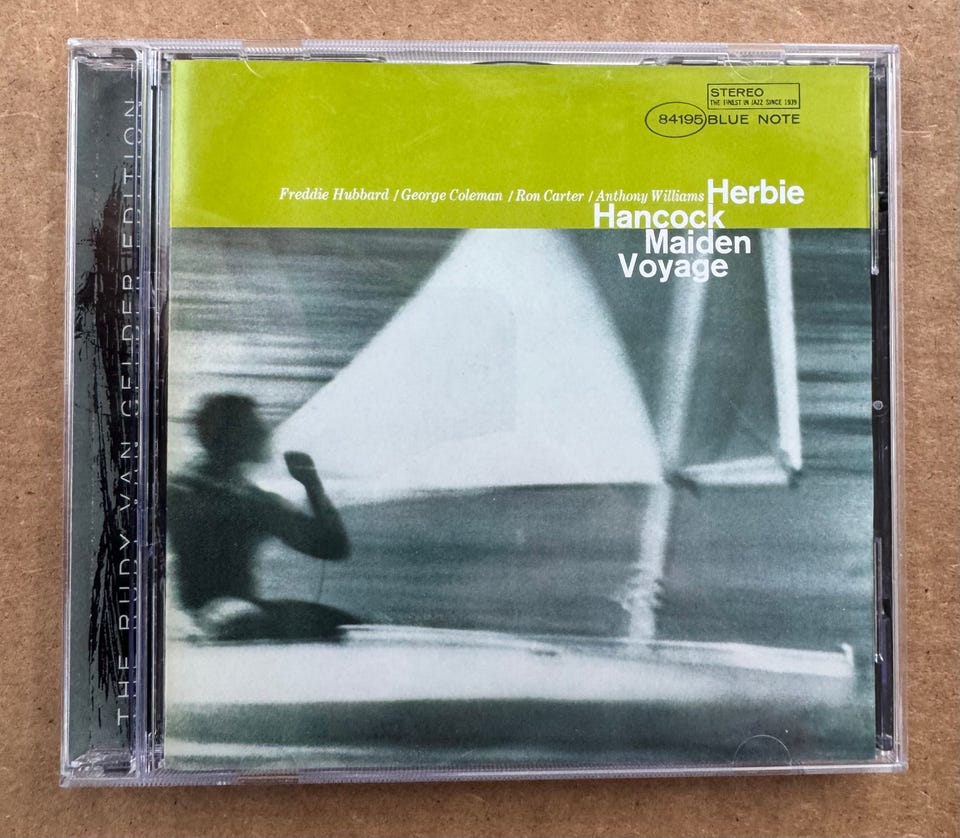 STEREO
THE FINEST IN JAZZ SINCE 1939
84195 BLUE NOTE
Freddie Hubbard / George Coleman / Ron Carter / Anthony Williams Herbie
Hancock
Maiden
Voyage
THE RUDY VAN GELDER EDITION